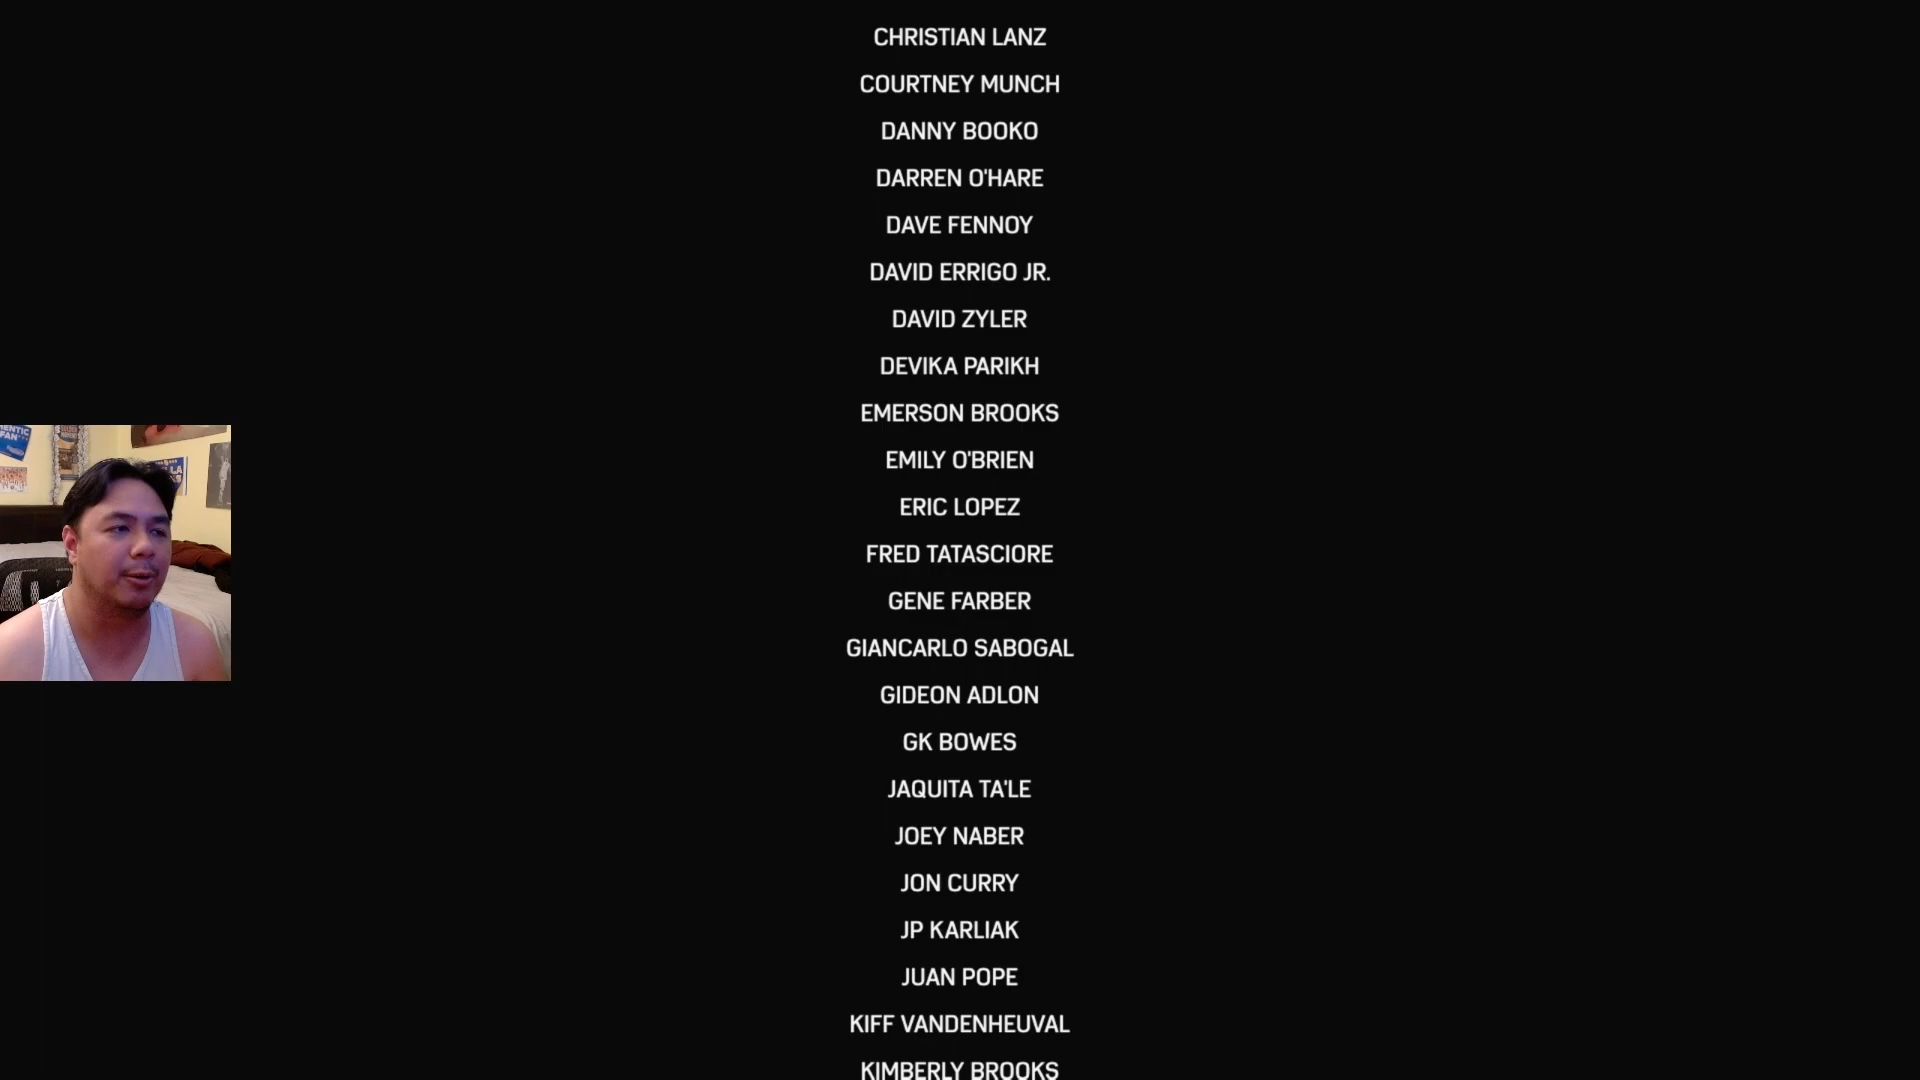 CHRISTIAN LANZ
COURTNEY MUNCH
DANNY BOOKO
DARREN O'HARE
DAVE FENNOY
DAVID ERRIGO JR.
DAVID ZYLER
DEVIKA PARIKH
EMERSON BROOKS
EMILY O'BRIEN
ERIC LOPEZ
FRED TATASCIORE
GENE FARBER
GIANCARLO SABOGAL
GIDEON ADLON
GK BOWES
JAQUITA TA'LE
JOEY NABER
JON CURRY
JP KARLIAK
JUAN POPE
KIFF VANDENHEUVAL
KIMBERLY BROOKS
FAN
LA